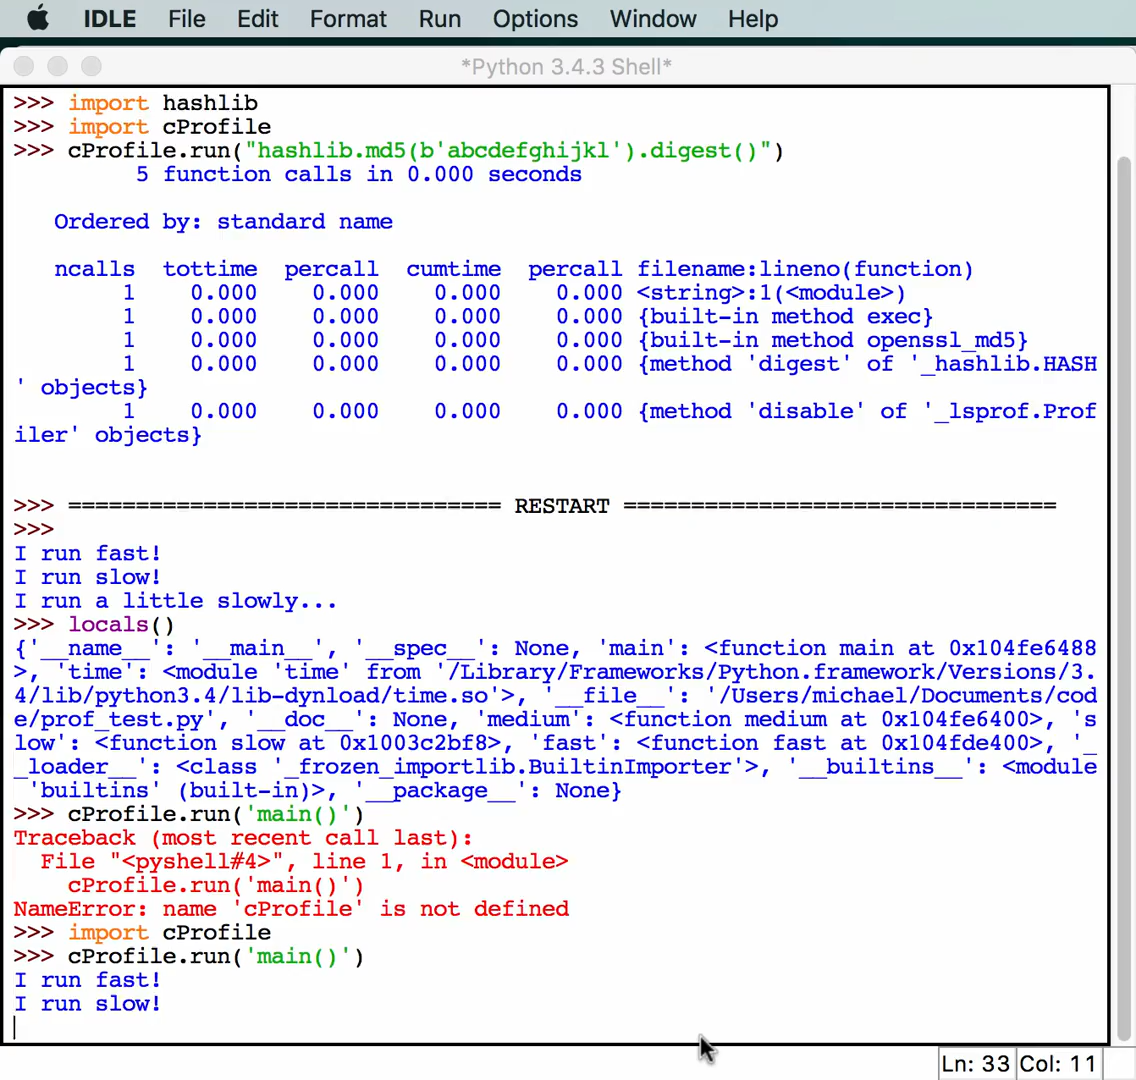 IDLE File Edit Format Run Options Window Help
*Python 3.4.3 Shell*
>>> import hashlib
>>> import cProfile
>>> cProfile.run("hashlib.md5(b'abcdefghijkl').digest()")
         5 function calls in 0.000 seconds
   Ordered by: standard name
   ncalls  tottime  percall  cumtime  percall filename:lineno(function)
        1    0.000    0.000    0.000    0.000 <string>:1(<module>)
        1    0.000    0.000    0.000    0.000 {built-in method exec}
        1    0.000    0.000    0.000    0.000 {built-in method openssl_md5}
        1    0.000    0.000    0.000    0.000 {method 'digest' of '_hashlib.HASH
' objects}
        1    0.000    0.000    0.000    0.000 {method 'disable' of '_lsprof.Prof
iler' objects}
>>> ================================ RESTART ================================
>>>
I run fast!
I run slow!
I run a little slowly...
>>> locals()
{'__name__': '__main__', '__spec__': None, 'main': <function main at 0x104fe6488
>, 'time': <module 'time' from '/Library/Frameworks/Python.framework/Versions/3.
4/lib/python3.4/lib-dynload/time.so'>, '__file__': '/Users/michael/Documents/cod
e/prof_test.py', '__doc__': None, 'medium': <function medium at 0x104fe6400>, 's
low': <function slow at 0x1003c2bf8>, 'fast': <function fast at 0x104fde400>, '_
_loader__': <class '_frozen_importlib.BuiltinImporter'>, '__builtins__': <module
 'builtins' (built-in)>, '__package__': None}
>>> cProfile.run('main()')
Traceback (most recent call last):
  File "<pyshell#4>", line 1, in <module>
    cProfile.run('main()')
NameError: name 'cProfile' is not defined
>>> import cProfile
>>> cProfile.run('main()')
I run fast!
I run slow!
Ln: 33 Col: 11